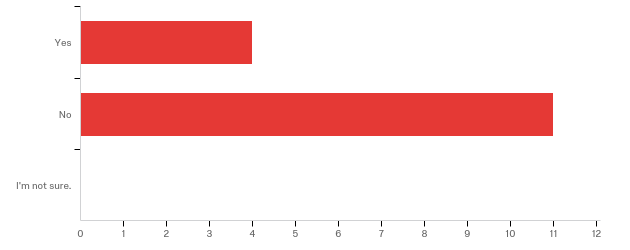 Yes
No
I'm not sure.
0 1 2 3 4 5 6 7 8 9 10 11 12